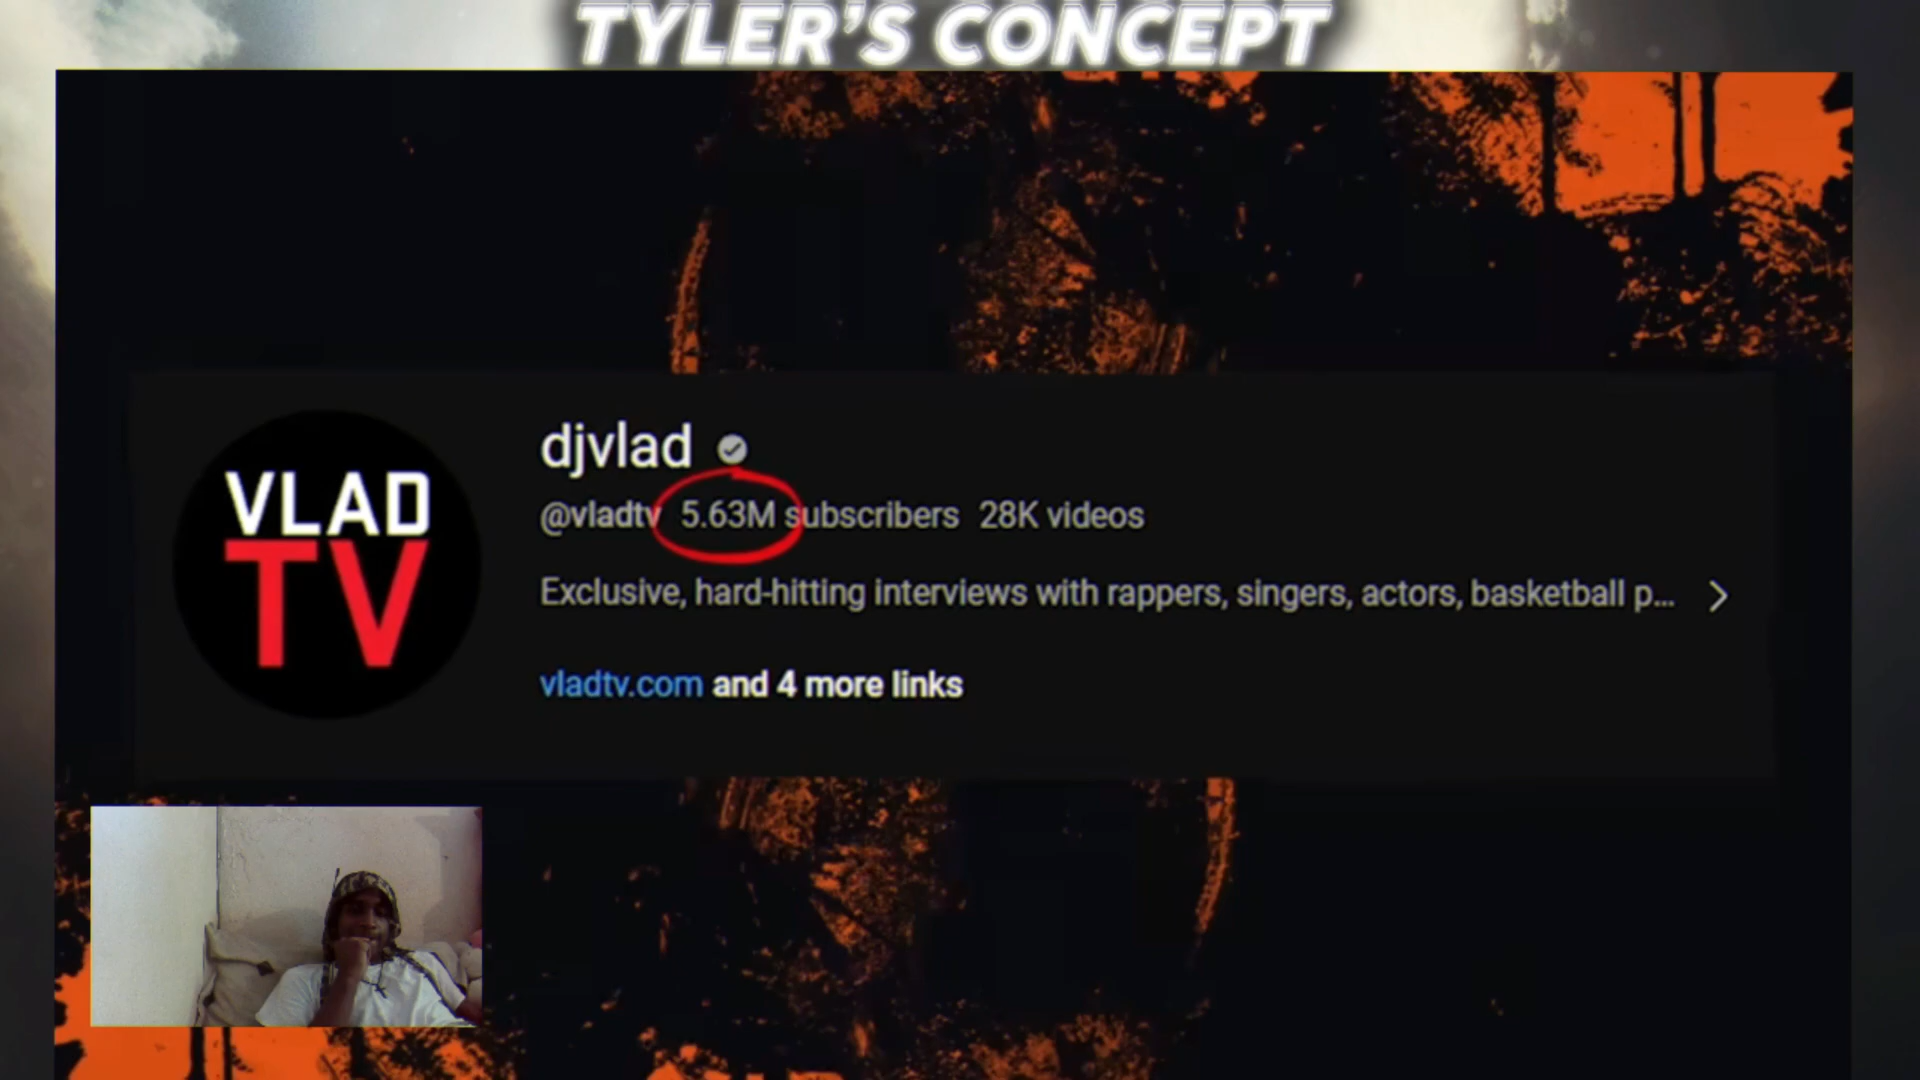 TYLER'S CONCEPT
VLAD
TV
djvlad
@vladtv 5.63M subscribers 28K videos
Exclusive, hard-hitting interviews with rappers, singers, actors, basketball p...
vladtv.com and 4 more links